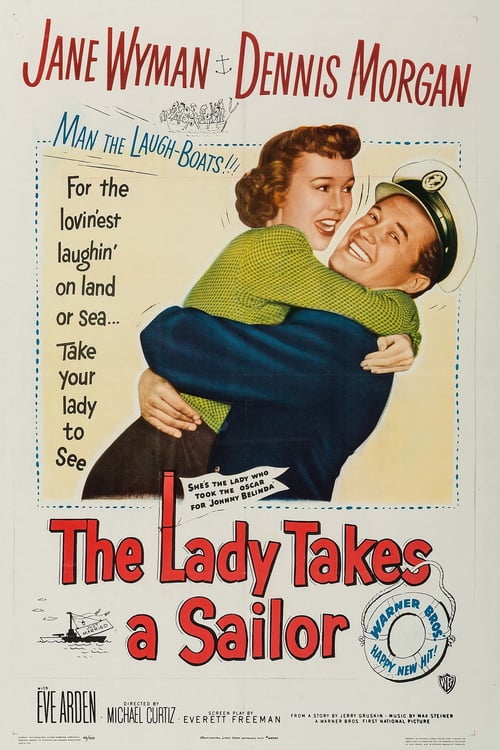 JANE WYMAN DENNIS MORGAN
MAN THE LAUGH-BOATS!!!
For the
lovin'est
laughin'
on land
or sea...
Take
your
lady
to
See
SHE'S THE LADY WHO
TOOK THE OSCAR
FOR JOHNNY BELINDA
THE LADY TAKES
a SAILOR
JUST
MARRIED
WARNER BROS.
HAPPY NEW HIT!
WB
with
EVE ARDEN
DIRECTED BY
MICHAEL CURTIZ
SCREEN PLAY BY
EVERETT FREEMAN
FROM A STORY BY JERRY GRUSKIN • MUSIC BY MAX STEINER
A WARNER BROS. FIRST NATIONAL PICTURE